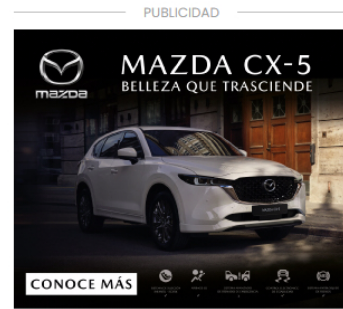 PUBLICIDAD
mazda
MAZDA CX-5
BELLEZA QUE TRASCIENDE
CONOCE MÁS